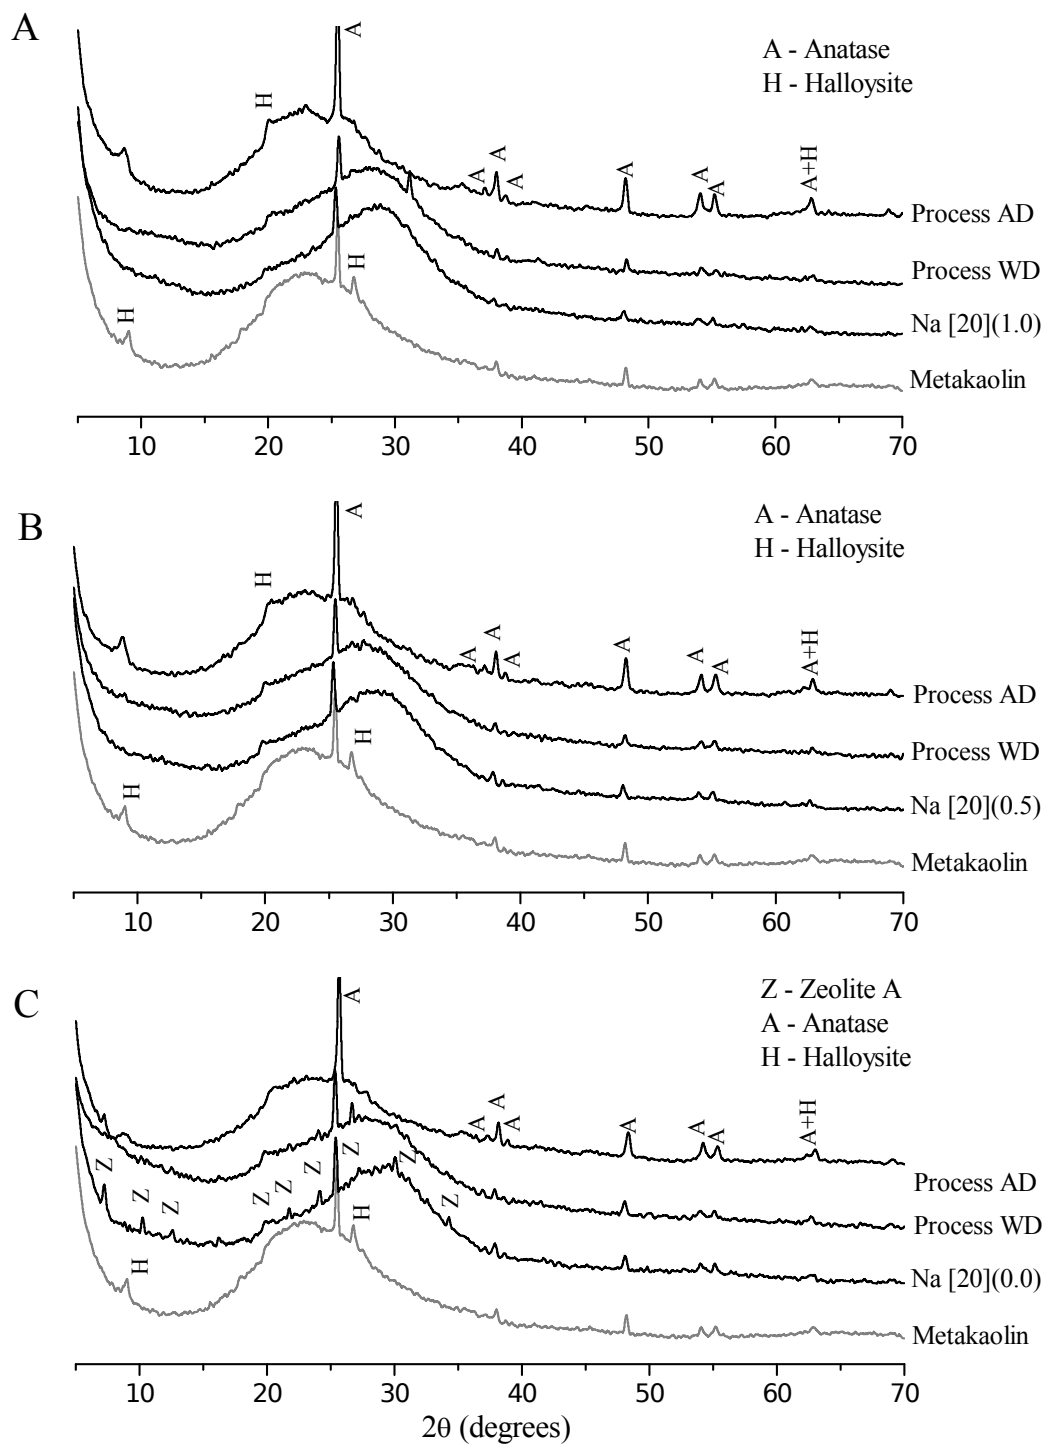 A
A - Anatase
H - Halloysite
A
H
A
A
A
A
A
A
A+H
Process AD
Process WD
H
H
Na [20](1.0)
Metakaolin
10 20 30 40 50 60 70
B
A - Anatase
H - Halloysite
A
H
A
A
A
A
A
A
A+H
Process AD
Process WD
H
H
Na [20](0.5)
Metakaolin
10 20 30 40 50 60 70
C
Z - Zeolite A
A - Anatase
H - Halloysite
A
A
A
A
A
A
A
A+H
Process AD
Z
Z
Z
Z
Z
Z
Z
Z
Z
Process WD
H
H
Na [20](0.0)
Metakaolin
10 20 30 40 50 60 70
2θ (degrees)